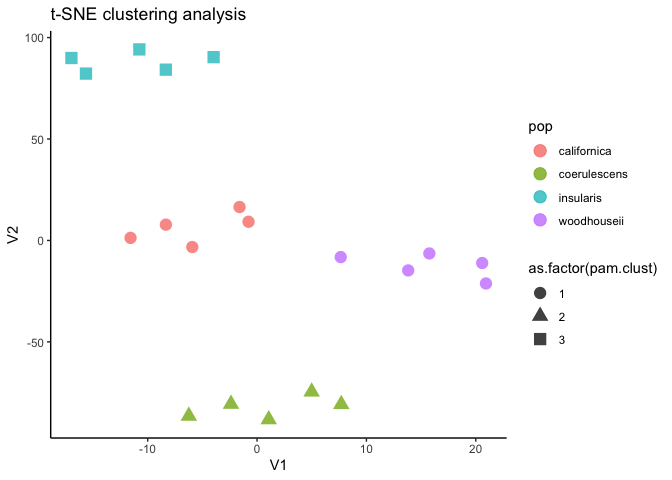 t-SNE clustering analysis
100
50
0
-50
V2
-10
0
10
20
V1
pop
californica
coerulescens
insularis
woodhouseii
as.factor(pam.clust)
1
2
3